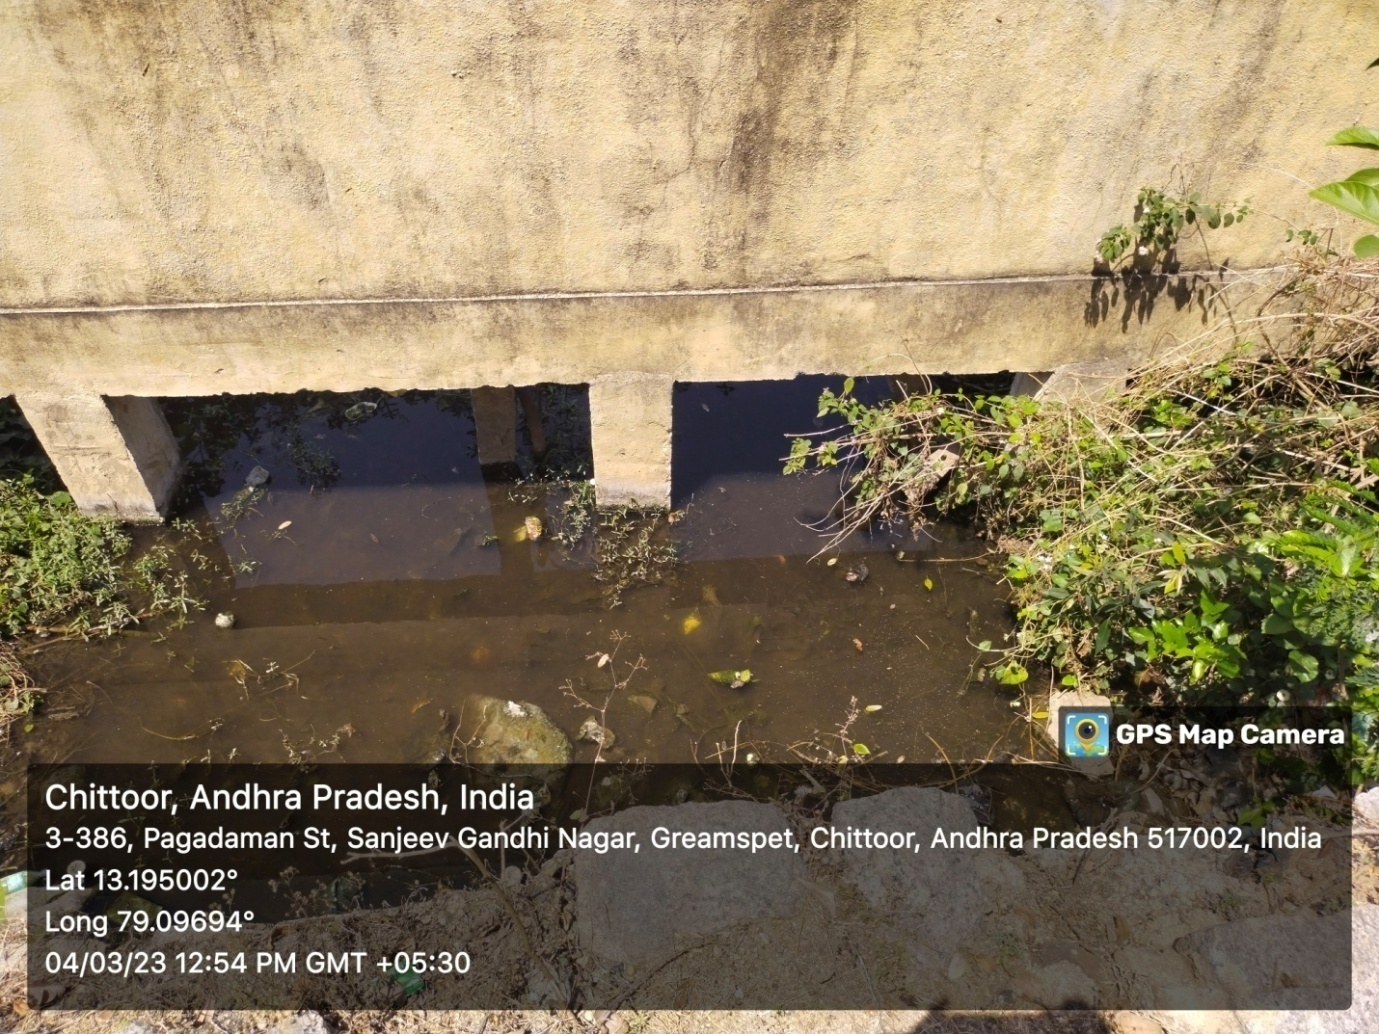 GPS Map Camera
Chittoor, Andhra Pradesh, India
3-386, Pagadaman St, Sanjeev Gandhi Nagar, Greamspet, Chittoor, Andhra Pradesh 517002, India
Lat 13.195002°
Long 79.09694°
04/03/23 12:54 PM GMT +05:30